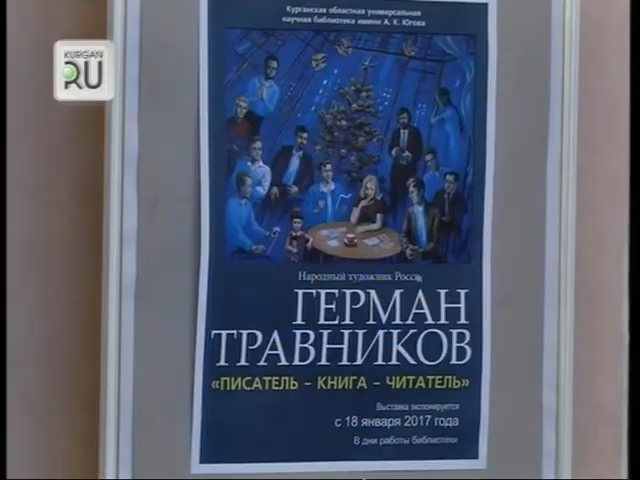 KURGAN
RU
Курганская областная универсальная
научная библиотека имени А. К. Югова
Народный художник России
ГЕРМАН
ТРАВНИКОВ
«ПИСАТЕЛЬ – КНИГА – ЧИТАТЕЛЬ»
Выставка экспонируется
с 18 января 2017 года
В дни работы библиотеки